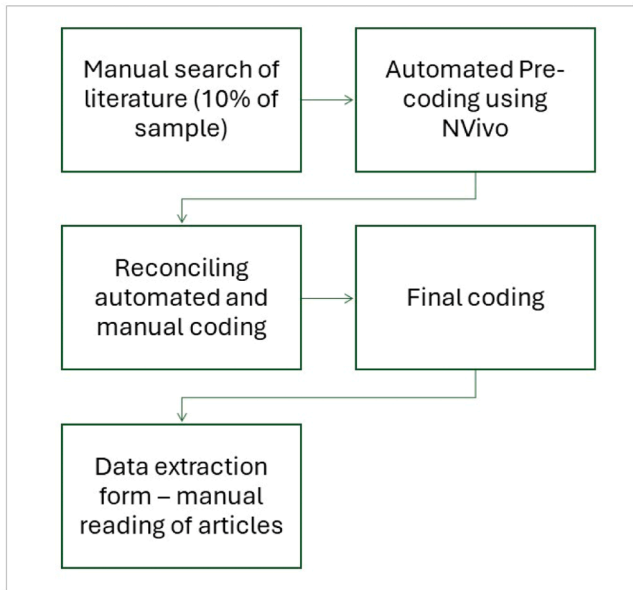 Manual search of
literature (10% of
sample)
Automated Pre-
coding using
NVivo
Reconciling
automated and
manual coding
Final coding
Data extraction
form – manual
reading of articles